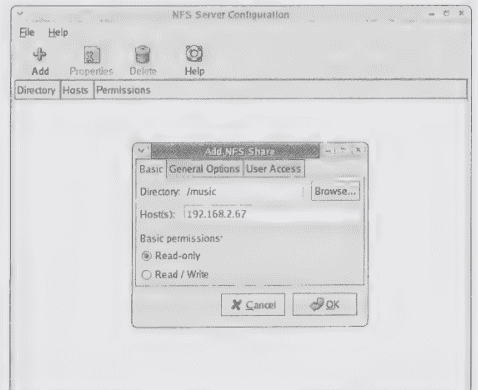 NFS Server Configuration
File Help
Add Properties Delete Help
Directory Hosts Permissions
Add NFS Share
Basic General Options User Access
Directory: /music Browse...
Host(s): 192.168.2.67
Basic permissions:
Read-only
Read / Write
Cancel OK